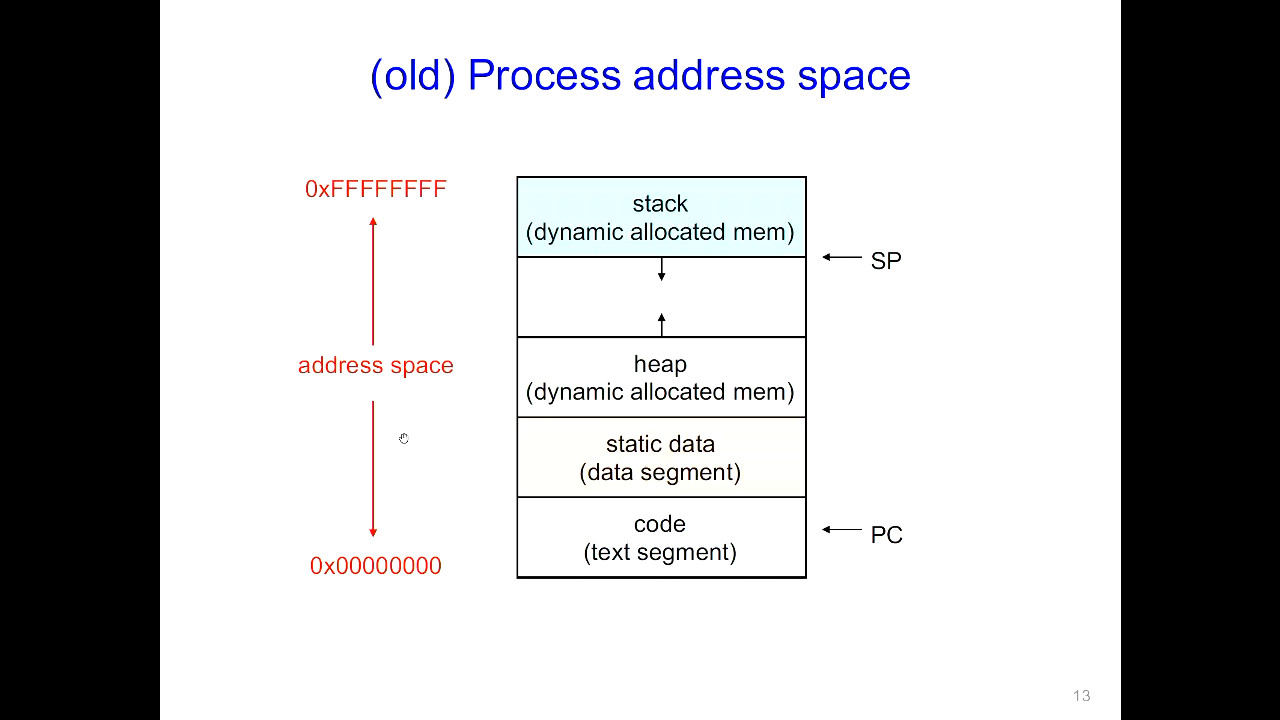 (old) Process address space
0xFFFFFFFF
stack
(dynamic allocated mem)
SP
address space
heap
(dynamic allocated mem)
static data
(data segment)
code
(text segment)
PC
0x00000000
13